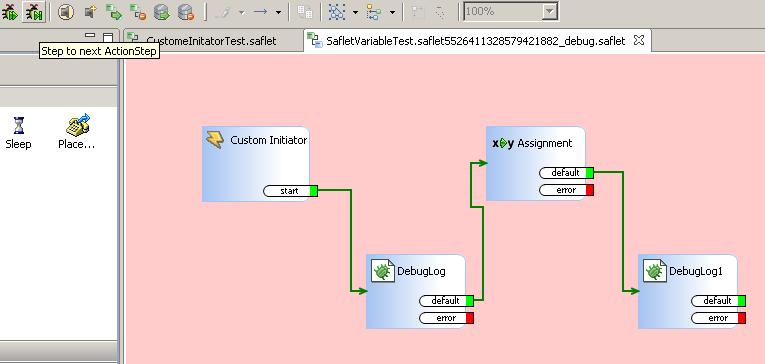 100%
Step to next ActionStep
CustomeInitatorTest.saflet
SafletVariableTest.saflet5526411328579421882_debug.saflet
Sleep
Place...
Custom Initiator
start
x
y
Assignment
default
error
DebugLog
default
error
DebugLog1
default
error